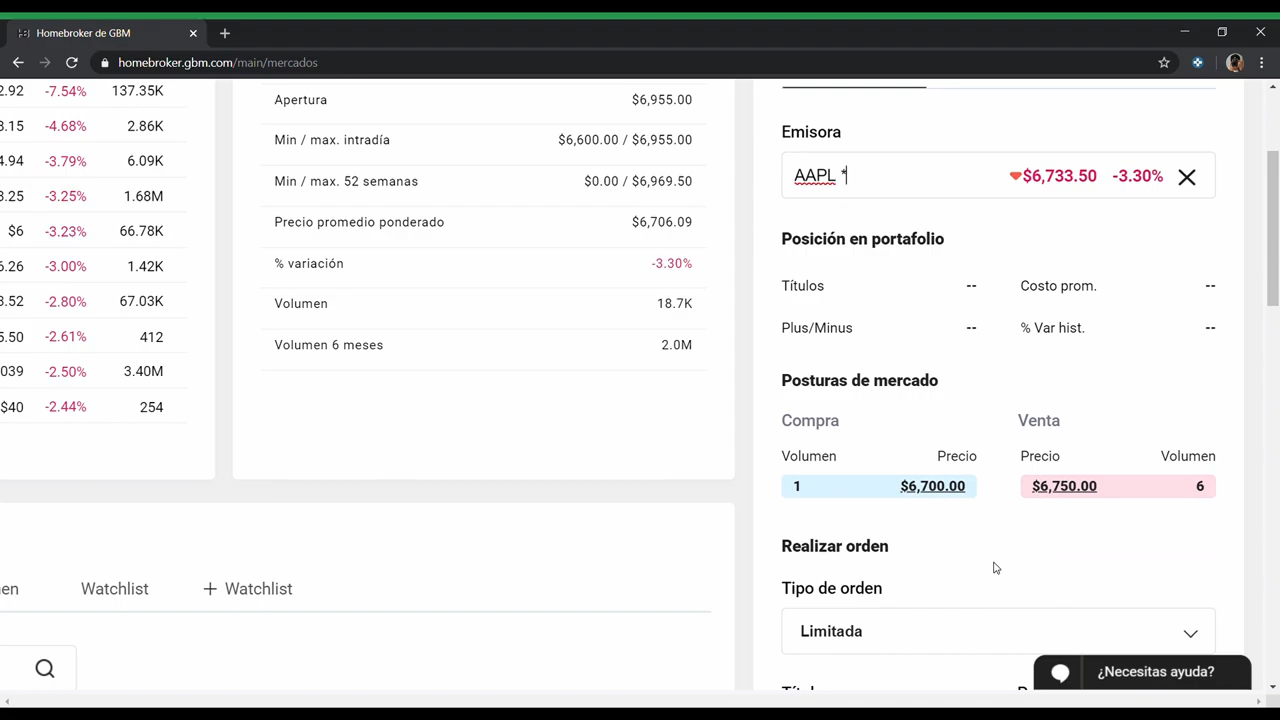 Homebroker de GBM
homebroker.gbm.com/main/mercados
2.92 -7.54% 137.35K
3.15 -4.68% 2.86K
4.94 -3.79% 6.09K
3.25 -3.25% 1.68M
$6 -3.23% 66.78K
6.26 -3.00% 1.42K
3.52 -2.80% 67.03K
5.50 -2.61% 412
039 -2.50% 3.40M
$40 -2.44% 254
Apertura $6,955.00
Min / max. intradía $6,600.00 / $6,955.00
Min / max. 52 semanas $0.00 / $6,969.50
Precio promedio ponderado $6,706.09
% variación -3.30%
Volumen 18.7K
Volumen 6 meses 2.0M
en Watchlist + Watchlist
Emisora
AAPL * $6,733.50 -3.30%
Posición en portafolio
Títulos -- Costo prom. --
Plus/Minus -- % Var hist. --
Posturas de mercado
Compra Venta
Volumen Precio Precio Volumen
1 $6,700.00 $6,750.00 6
Realizar orden
Tipo de orden
Limitada
¿Necesitas ayuda?